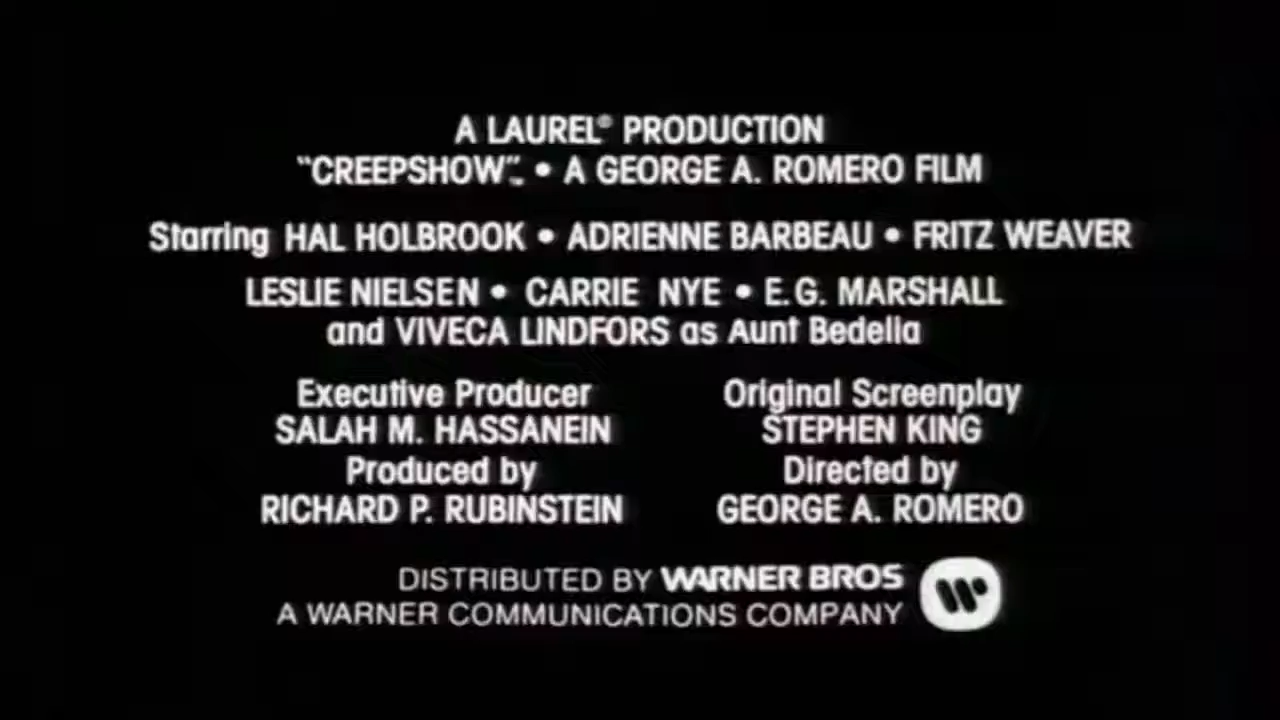 A LAUREL® PRODUCTION
“CREEPSHOW”™ • A GEORGE A. ROMERO FILM
Starring HAL HOLBROOK • ADRIENNE BARBEAU • FRITZ WEAVER
LESLIE NIELSEN • CARRIE NYE • E.G. MARSHALL
and VIVECA LINDFORS as Aunt Bedelia
Executive Producer
SALAH M. HASSANEIN
Produced by
RICHARD P. RUBINSTEIN
Original Screenplay
STEPHEN KING
Directed by
GEORGE A. ROMERO
DISTRIBUTED BY WARNER BROS
A WARNER COMMUNICATIONS COMPANY